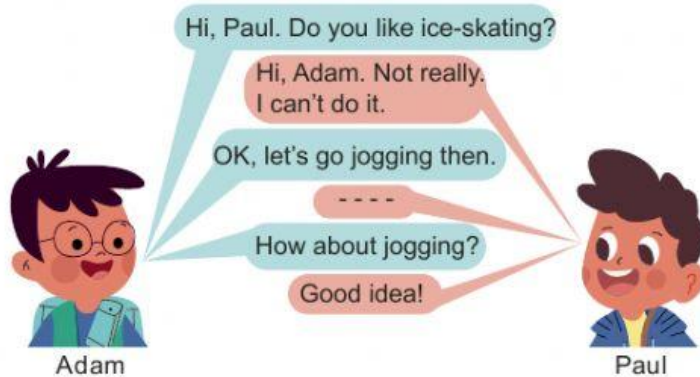 Hi, Paul. Do you like ice-skating?
Hi, Adam. Not really.
I can't do it.
OK, let's go jogging then.
- - - -
How about jogging?
Good idea!
Adam
Paul